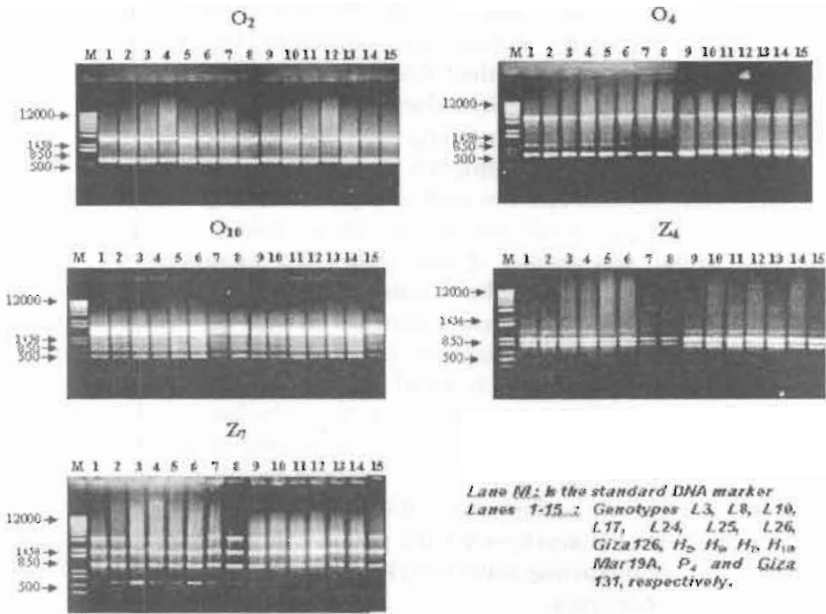 O₂
M 1 2 3 4 5 6 7 8 9 10 11 12 13 14 15
12000
850
500
O₄
M 1 2 3 4 5 6 7 8 9 10 11 12 13 14 15
12000
850
500
O₁₀
M 1 2 3 4 5 6 7 8 9 10 11 12 13 14 15
12000
850
500
M 1 2 3 4 5 6 7 8 9 10 11 12 13 14 15
12000
850
500
Z₇
M 1 2 3 4 5 6 7 8 9 10 11 12 13 14 15
12000
850
500
Lane M: is the standard DNA marker
Lanes 1-15 : Genotypes L3, L8, L10,
L17, L24, L25, L26,
Giza126, H₂, H₇, H₁₀,
Mar19A, P₄ and Giza
131, respectively.